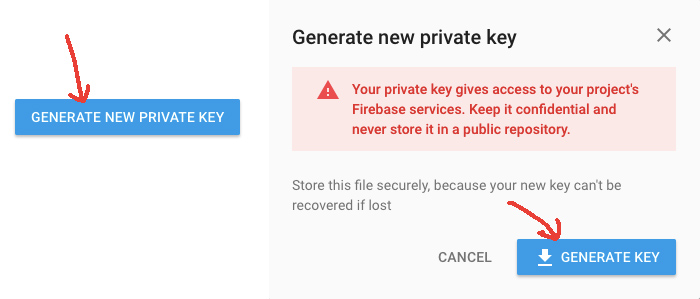 GENERATE NEW PRIVATE KEY
Generate new private key
Your private key gives access to your project's
Firebase services. Keep it confidential and
never store it in a public repository.
Store this file securely, because your new key can't be
recovered if lost
CANCEL
GENERATE KEY